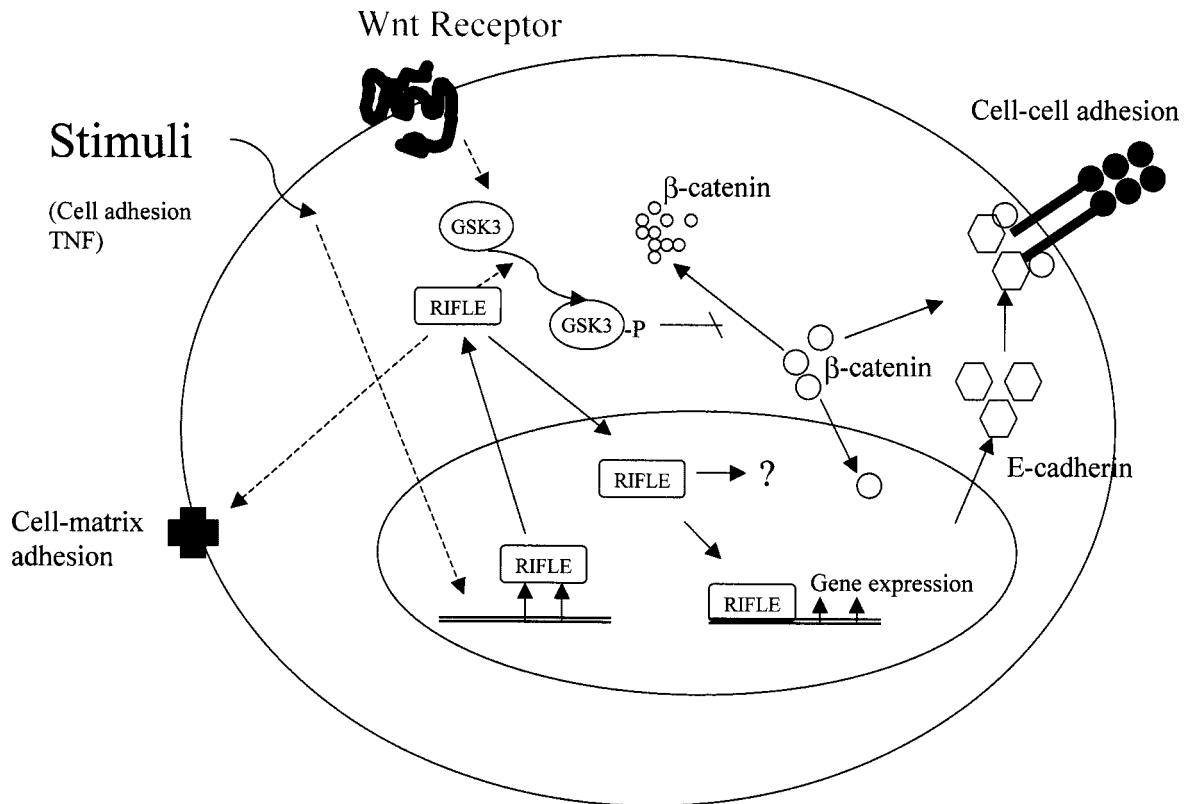 Wnt Receptor
Stimuli
(Cell adhesion
TNF)
Cell-cell adhesion
β-catenin
GSK3
RIFLE
GSK3
-P
β-catenin
E-cadherin
RIFLE
?
Cell-matrix
adhesion
RIFLE
Gene expression
RIFLE